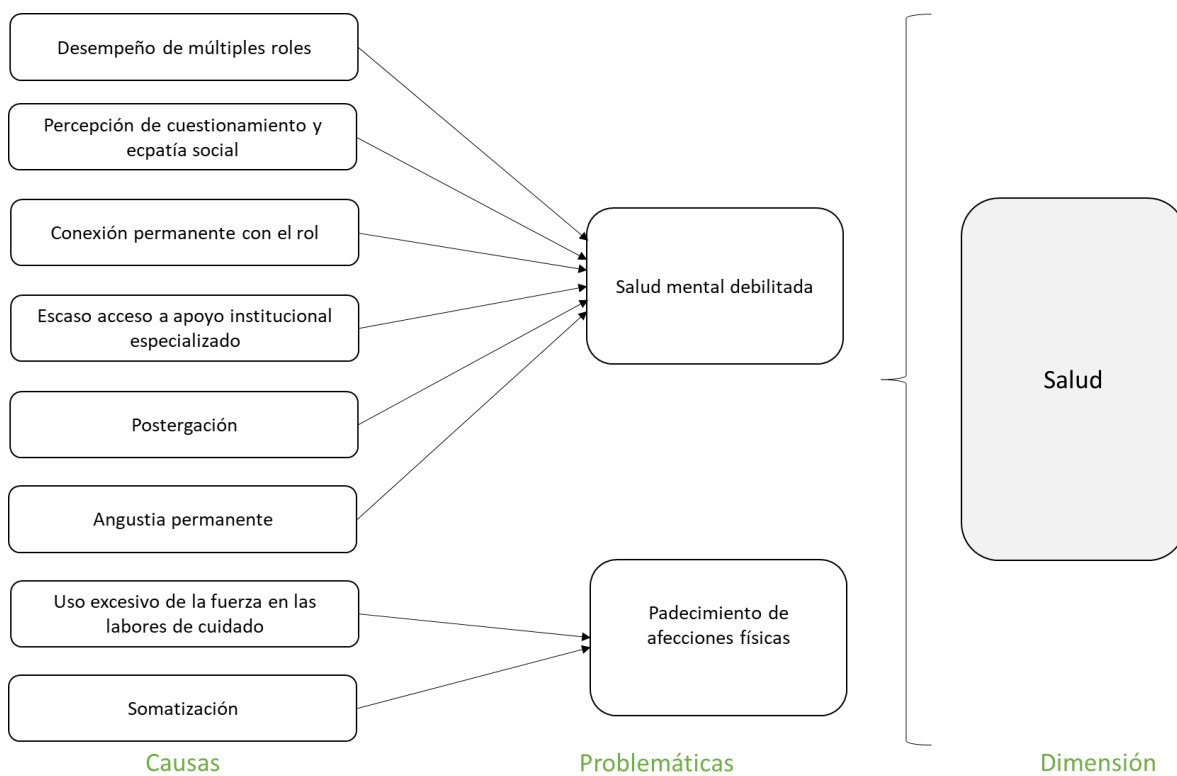 Desempeño de múltiples roles
Percepción de cuestionamiento y
ecpatía social
Conexión permanente con el rol
Escaso acceso a apoyo institucional
especializado
Postergación
Angustia permanente
Uso excesivo de la fuerza en las
labores de cuidado
Somatización
Causas
Salud mental debilitada
Padecimiento de
afecciones físicas
Problemáticas
Salud
Dimensión